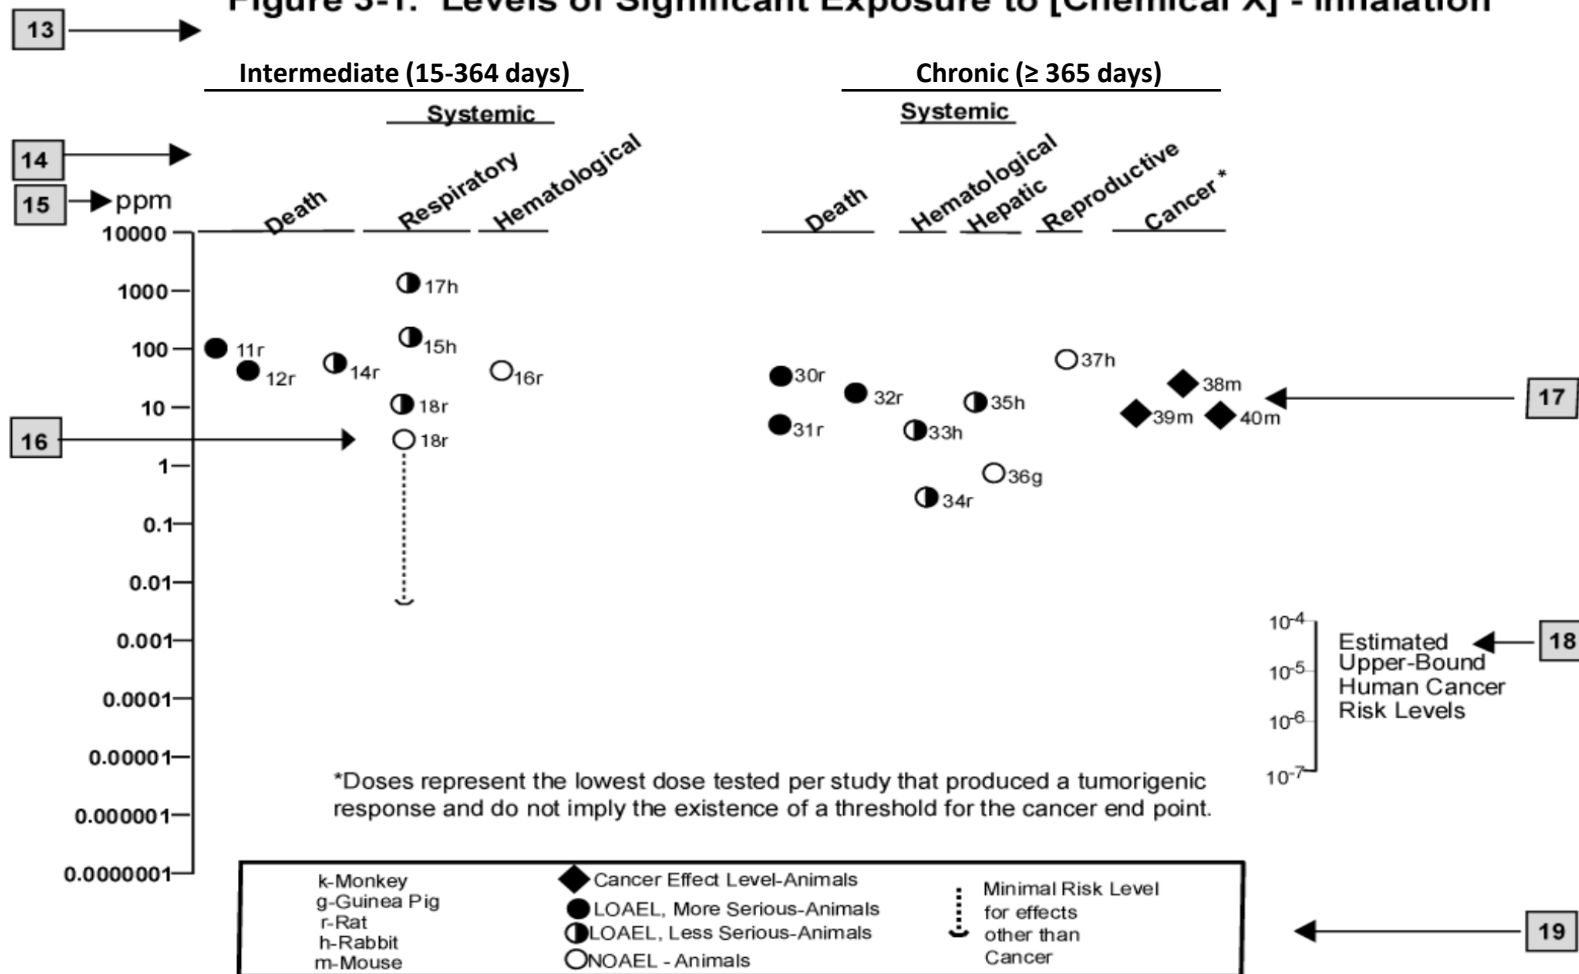 Figure 3-1. Levels of Significant Exposure to [Chemical X] - Inhalation
13
Intermediate (15-364 days)
Chronic (≥ 365 days)
Systemic
Systemic
14
15
ppm
Death
Respiratory
Hematological
Death
Hematological
Hepatic
Reproductive
Cancer *
10000
1000
100
10
1
0.1
0.01
0.001
0.0001
0.00001
0.000001
0.0000001
17h
11r
12r
14r
15h
16r
18r
18r
16
30r
31r
32r
33h
34r
35h
36g
37h
38m
39m
40m
17
10-4
10-5
10-6
10-7
Estimated
Upper-Bound
Human Cancer
Risk Levels
18
*Doses represent the lowest dose tested per study that produced a tumorigenic
response and do not imply the existence of a threshold for the cancer end point.
k-Monkey
g-Guinea Pig
r-Rat
h-Rabbit
m-Mouse
Cancer Effect Level-Animals
LOAEL, More Serious-Animals
LOAEL, Less Serious-Animals
NOAEL - Animals
Minimal Risk Level
for effects
other than
Cancer
19